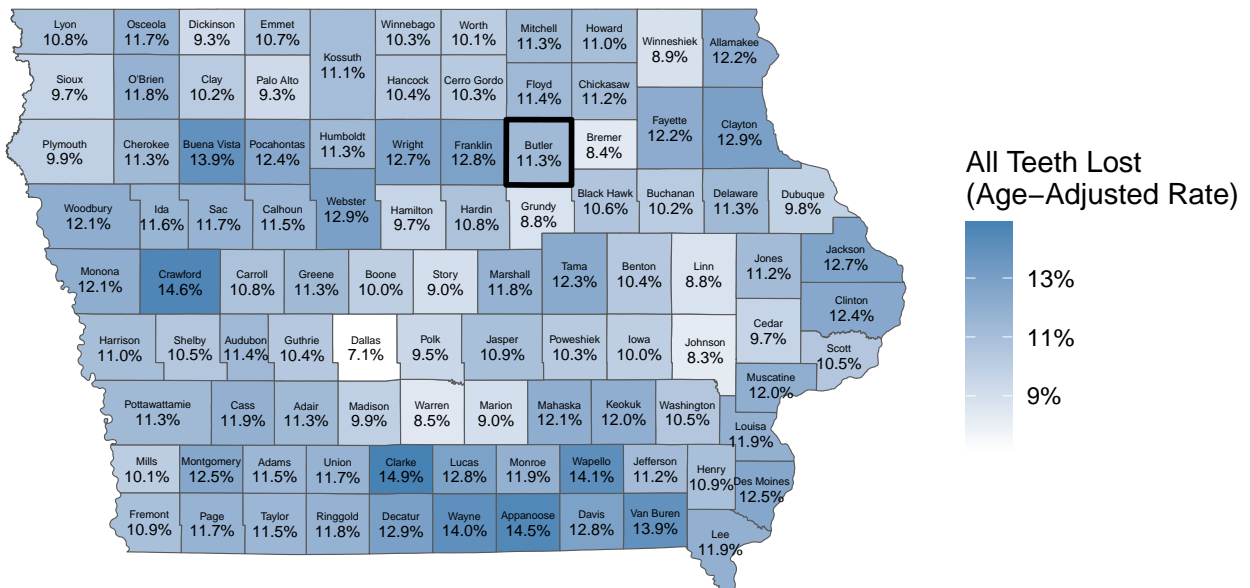 Lyon
10.8%
Osceola
11.7%
Dickinson
9.3%
Emmet
10.7%
Winnebago
10.3%
Worth
10.1%
Mitchell
11.3%
Howard
11.0%
Winneshiek
8.9%
Allamakee
12.2%
Kossuth
11.1%
Sioux
9.7%
O'Brien
11.8%
Clay
10.2%
Palo Alto
9.3%
Hancock
10.4%
Cerro Gordo
10.3%
Floyd
11.4%
Chickasaw
11.2%
Fayette
12.2%
Clayton
12.9%
Plymouth
9.9%
Cherokee
11.3%
Buena Vista
13.9%
Pocahontas
12.4%
Humboldt
11.3%
Wright
12.7%
Franklin
12.8%
Butler
11.3%
Bremer
8.4%
Woodbury
12.1%
Ida
11.6%
Sac
11.7%
Calhoun
11.5%
Webster
12.9%
Hamilton
9.7%
Hardin
10.8%
Grundy
8.8%
Black Hawk
10.6%
Buchanan
10.2%
Delaware
11.3%
Dubuque
9.8%
Monona
12.1%
Crawford
14.6%
Carroll
10.8%
Greene
11.3%
Boone
10.0%
Story
9.0%
Marshall
11.8%
Tama
12.3%
Benton
10.4%
Linn
8.8%
Jones
11.2%
Jackson
12.7%
Clinton
12.4%
Harrison
11.0%
Shelby
10.5%
Audubon
11.4%
Guthrie
10.4%
Dallas
7.1%
Polk
9.5%
Jasper
10.9%
Poweshiek
10.3%
Iowa
10.0%
Johnson
8.3%
Cedar
9.7%
Scott
10.5%
Muscatine
12.0%
Pottawattamie
11.3%
Cass
11.9%
Adair
11.3%
Madison
9.9%
Warren
8.5%
Marion
9.0%
Mahaska
12.1%
Keokuk
12.0%
Washington
10.5%
Louisa
11.9%
Mills
10.1%
Montgomery
12.5%
Adams
11.5%
Union
11.7%
Clarke
14.9%
Lucas
12.8%
Monroe
11.9%
Wapello
14.1%
Jefferson
11.2%
Henry
10.9%
Des Moines
12.5%
Fremont
10.9%
Page
11.7%
Taylor
11.5%
Ringgold
11.8%
Decatur
12.9%
Wayne
14.0%
Appanoose
14.5%
Davis
12.8%
Van Buren
13.9%
Lee
11.9%
All Teeth Lost
(Age−Adjusted Rate)
13%
11%
9%